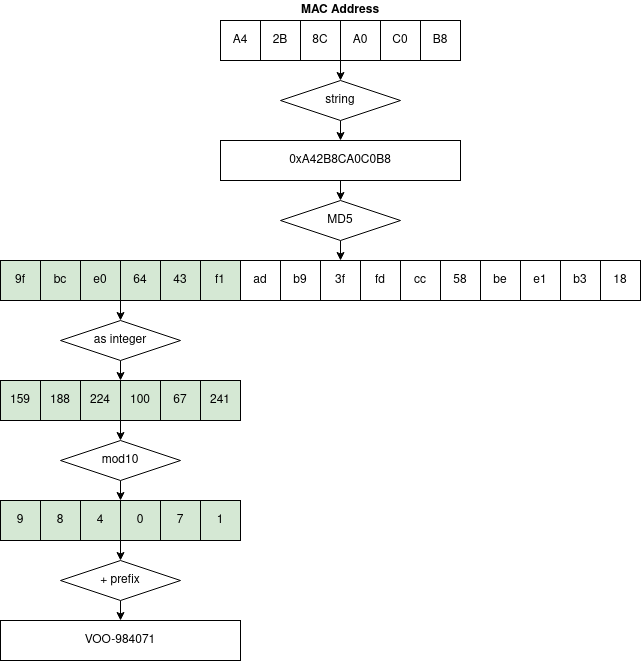 MAC Address
A4 2B 8C A0 C0 B8
string
0xA42B8CA0C0B8
MD5
9f bc e0 64 43 f1 ad b9 3f fd cc 58 be e1 b3 18
as integer
159 188 224 100 67 241
mod10
9 8 4 0 7 1
+ prefix
VOO-984071